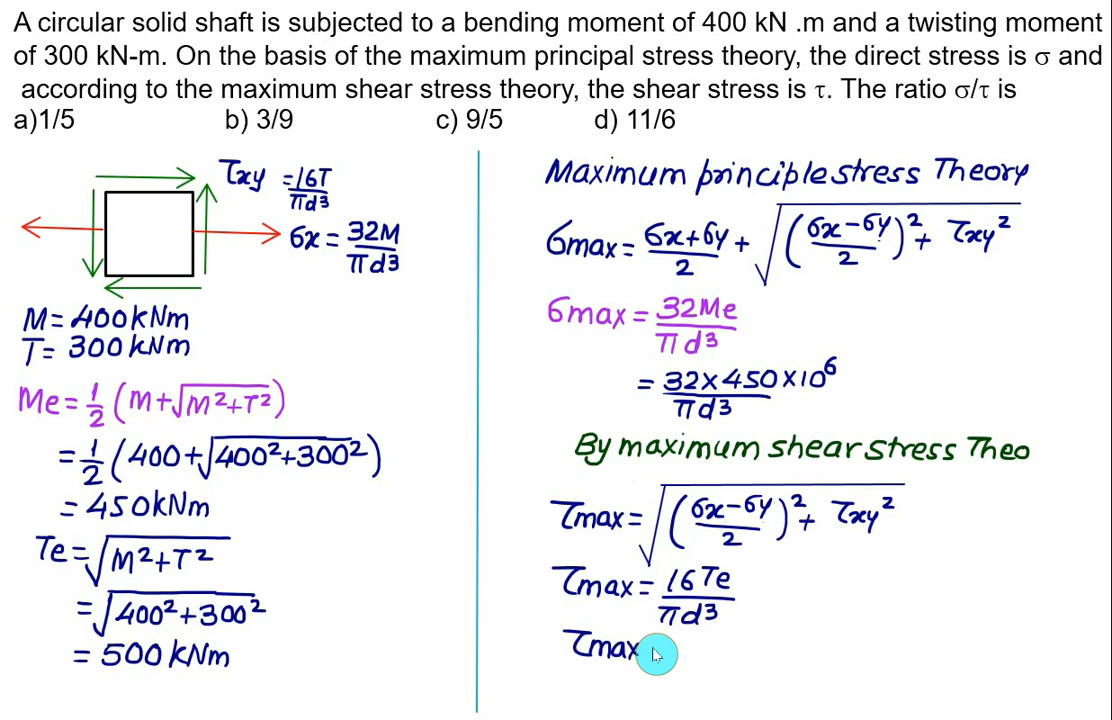 A circular solid shaft is subjected to a bending moment of 400 kN .m and a twisting moment
of 300 kN-m. On the basis of the maximum principal stress theory, the direct stress is σ and
according to the maximum shear stress theory, the shear stress is τ. The ratio σ/τ is
a)1/5 b) 3/9 c) 9/5 d) 11/6
τxy = 16T/πd3
σx = 32M/πd3
M = 400kNm
T = 300 kNm
Me = 1/2 (M+√M²+T²)
= 1/2 (400+√400²+300²)
= 450kNm
Te = √M²+T²
= √400²+300²
= 500 kNm
Maximum principle stress Theory
σmax = σx+σy/2 + √(σx-σy/2)² + τxy²
σmax = 32Me/πd3
= 32×450×10⁶/πd3
By maximum shear stress Theo
τmax = √(σx-σy/2)² + τxy²
τmax = 16Te/πd3
τmax